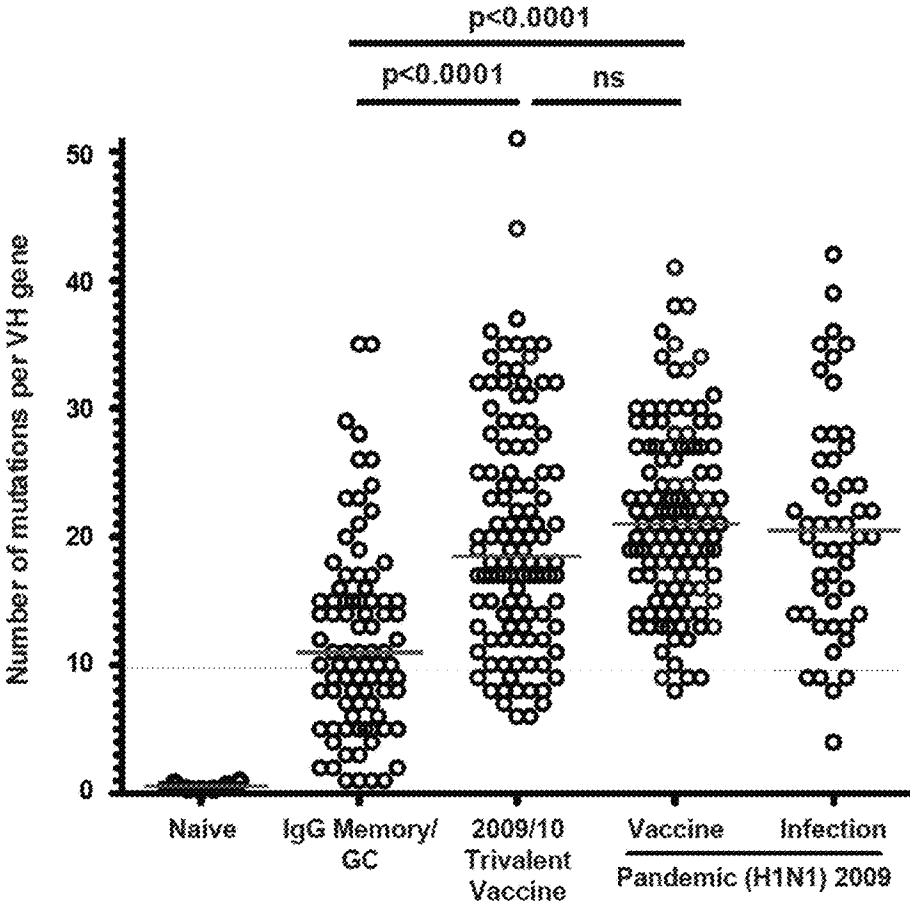 p<0.0001
p<0.0001 ns
Number of mutations per VH gene
50
40
30
20
10
0
Naive
IgG Memory/
GC
2009/10
Trivalent
Vaccine
Vaccine
Infection
Pandemic (H1N1) 2009